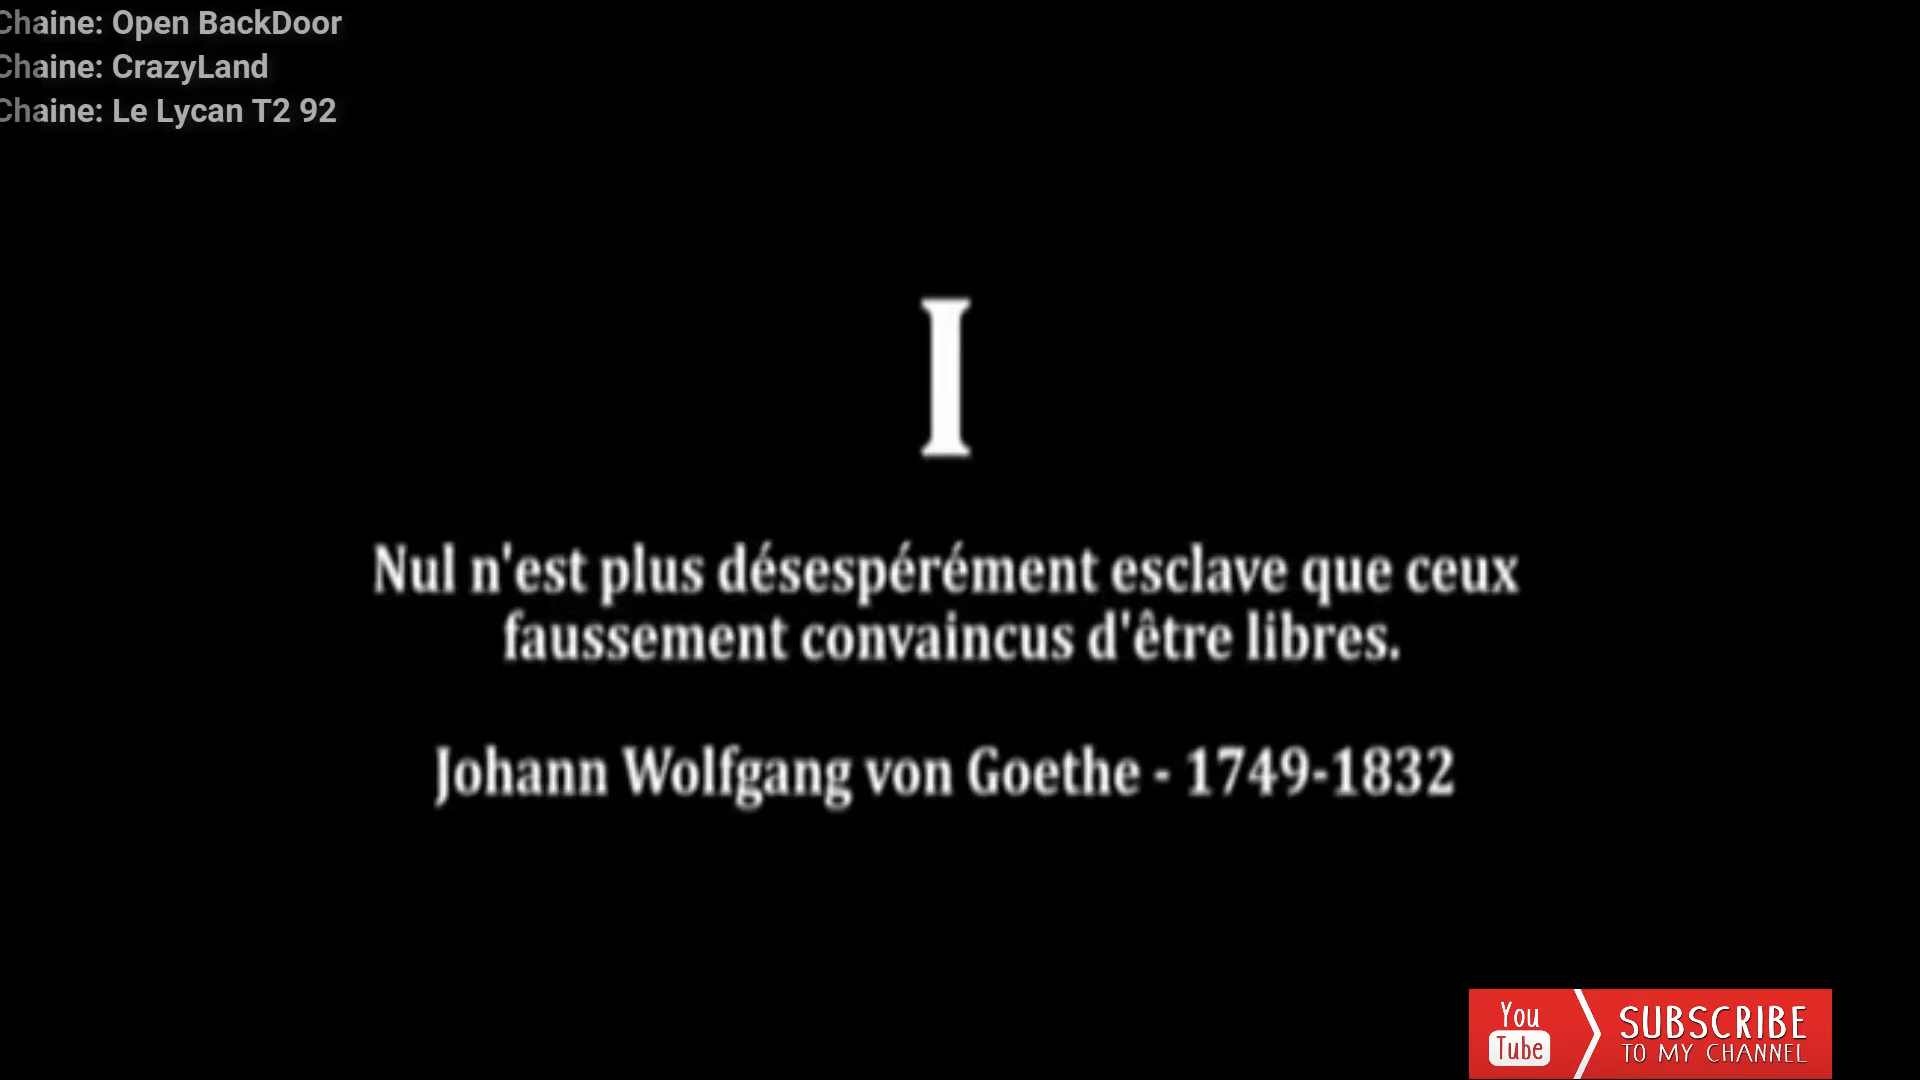 Chaine: Open BackDoor
Chaine: CrazyLand
Chaine: Le Lycan T2 92
I
Nul n'est plus désespérément esclave que ceux
faussement convaincus d'être libres.
Johann Wolfgang von Goethe - 1749-1832
You
Tube
SUBSCRIBE
TO MY CHANNEL